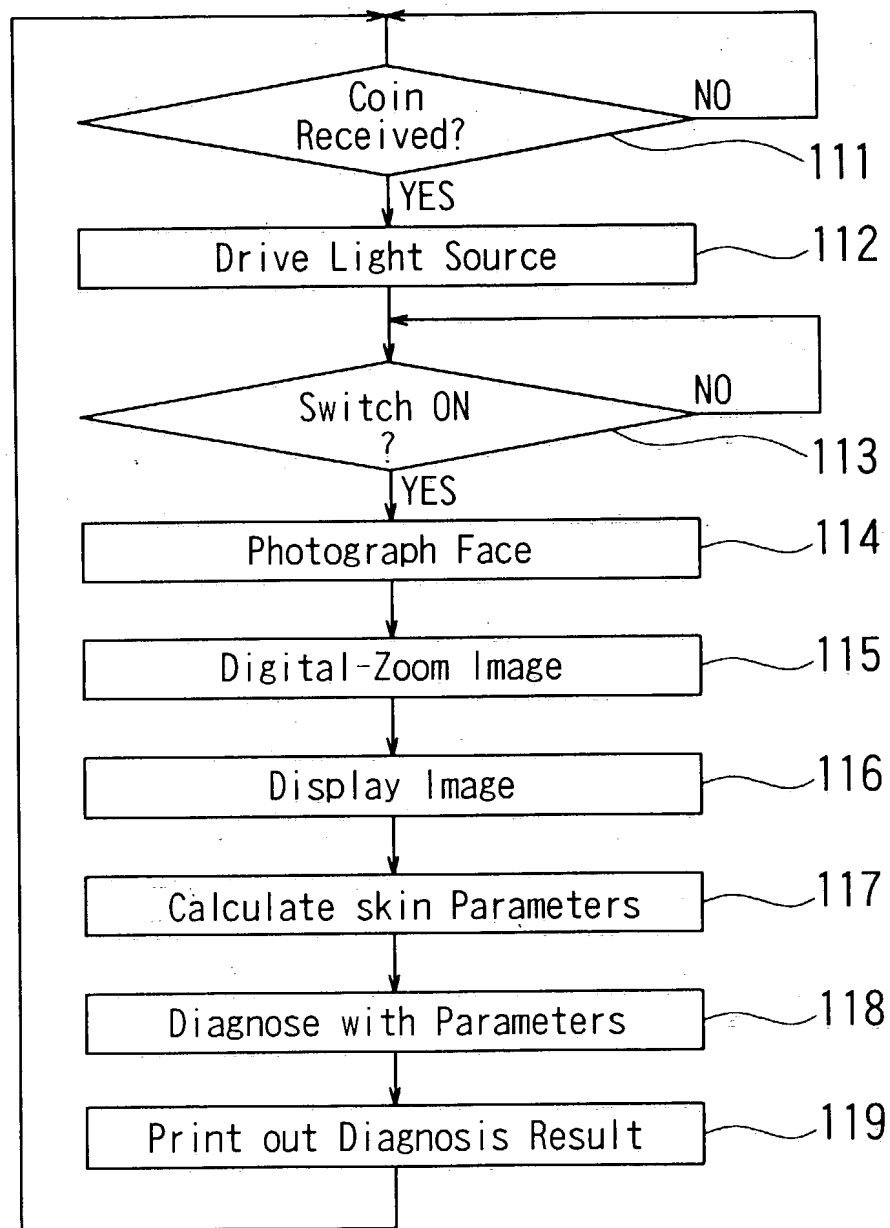 Coin
Received?
NO
111
YES
Drive Light Source
112
Switch ON
?
NO
113
YES
Photograph Face
114
Digital-Zoom Image
115
Display Image
116
Calculate skin Parameters
117
Diagnose with Parameters
118
Print out Diagnosis Result
119